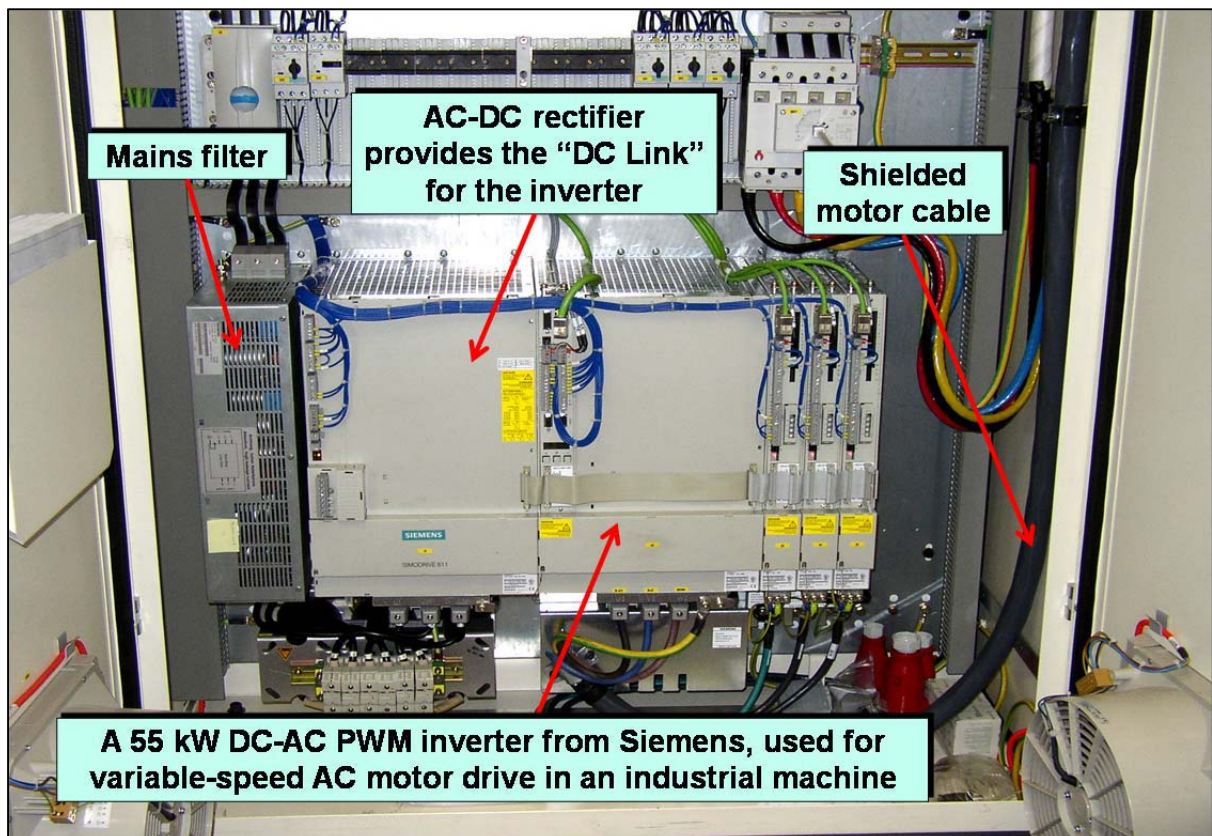 AC-DC rectifier
provides the “DC Link”
for the inverter
Mains filter
Shielded
motor cable
SIEMENS
SIMODRIVE 611
A 55 kW DC-AC PWM inverter from Siemens, used for
variable-speed AC motor drive in an industrial machine